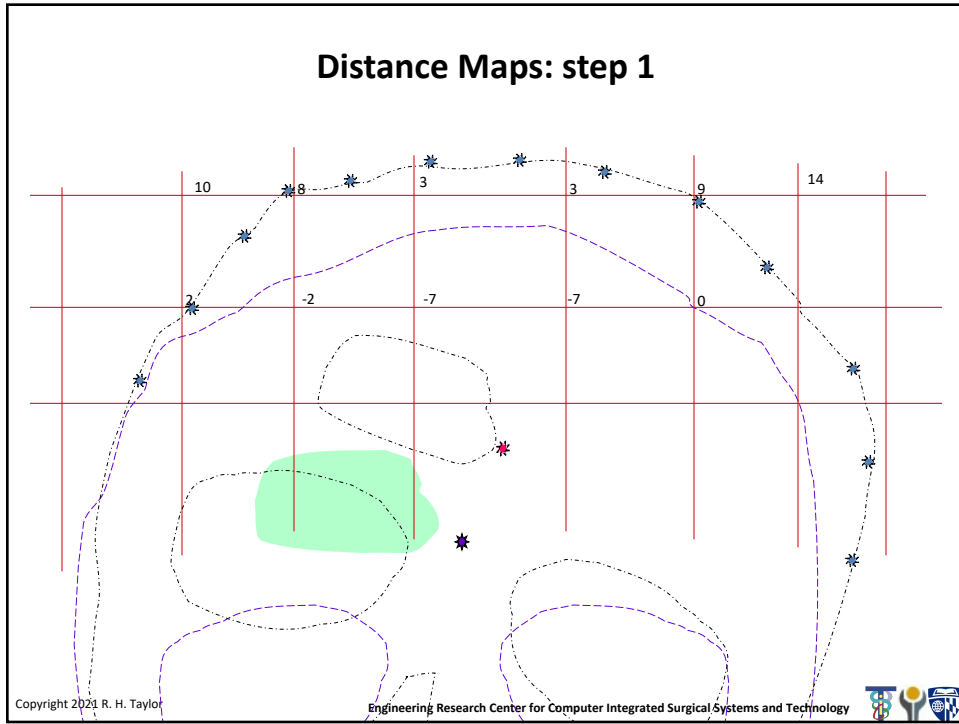 Distance Maps: step 1
10 8 3 3 9 14
2 -2 -7 -7 0
Copyright 2021 R. H. Taylor
Engineering Research Center for Computer Integrated Surgical Systems and Technology